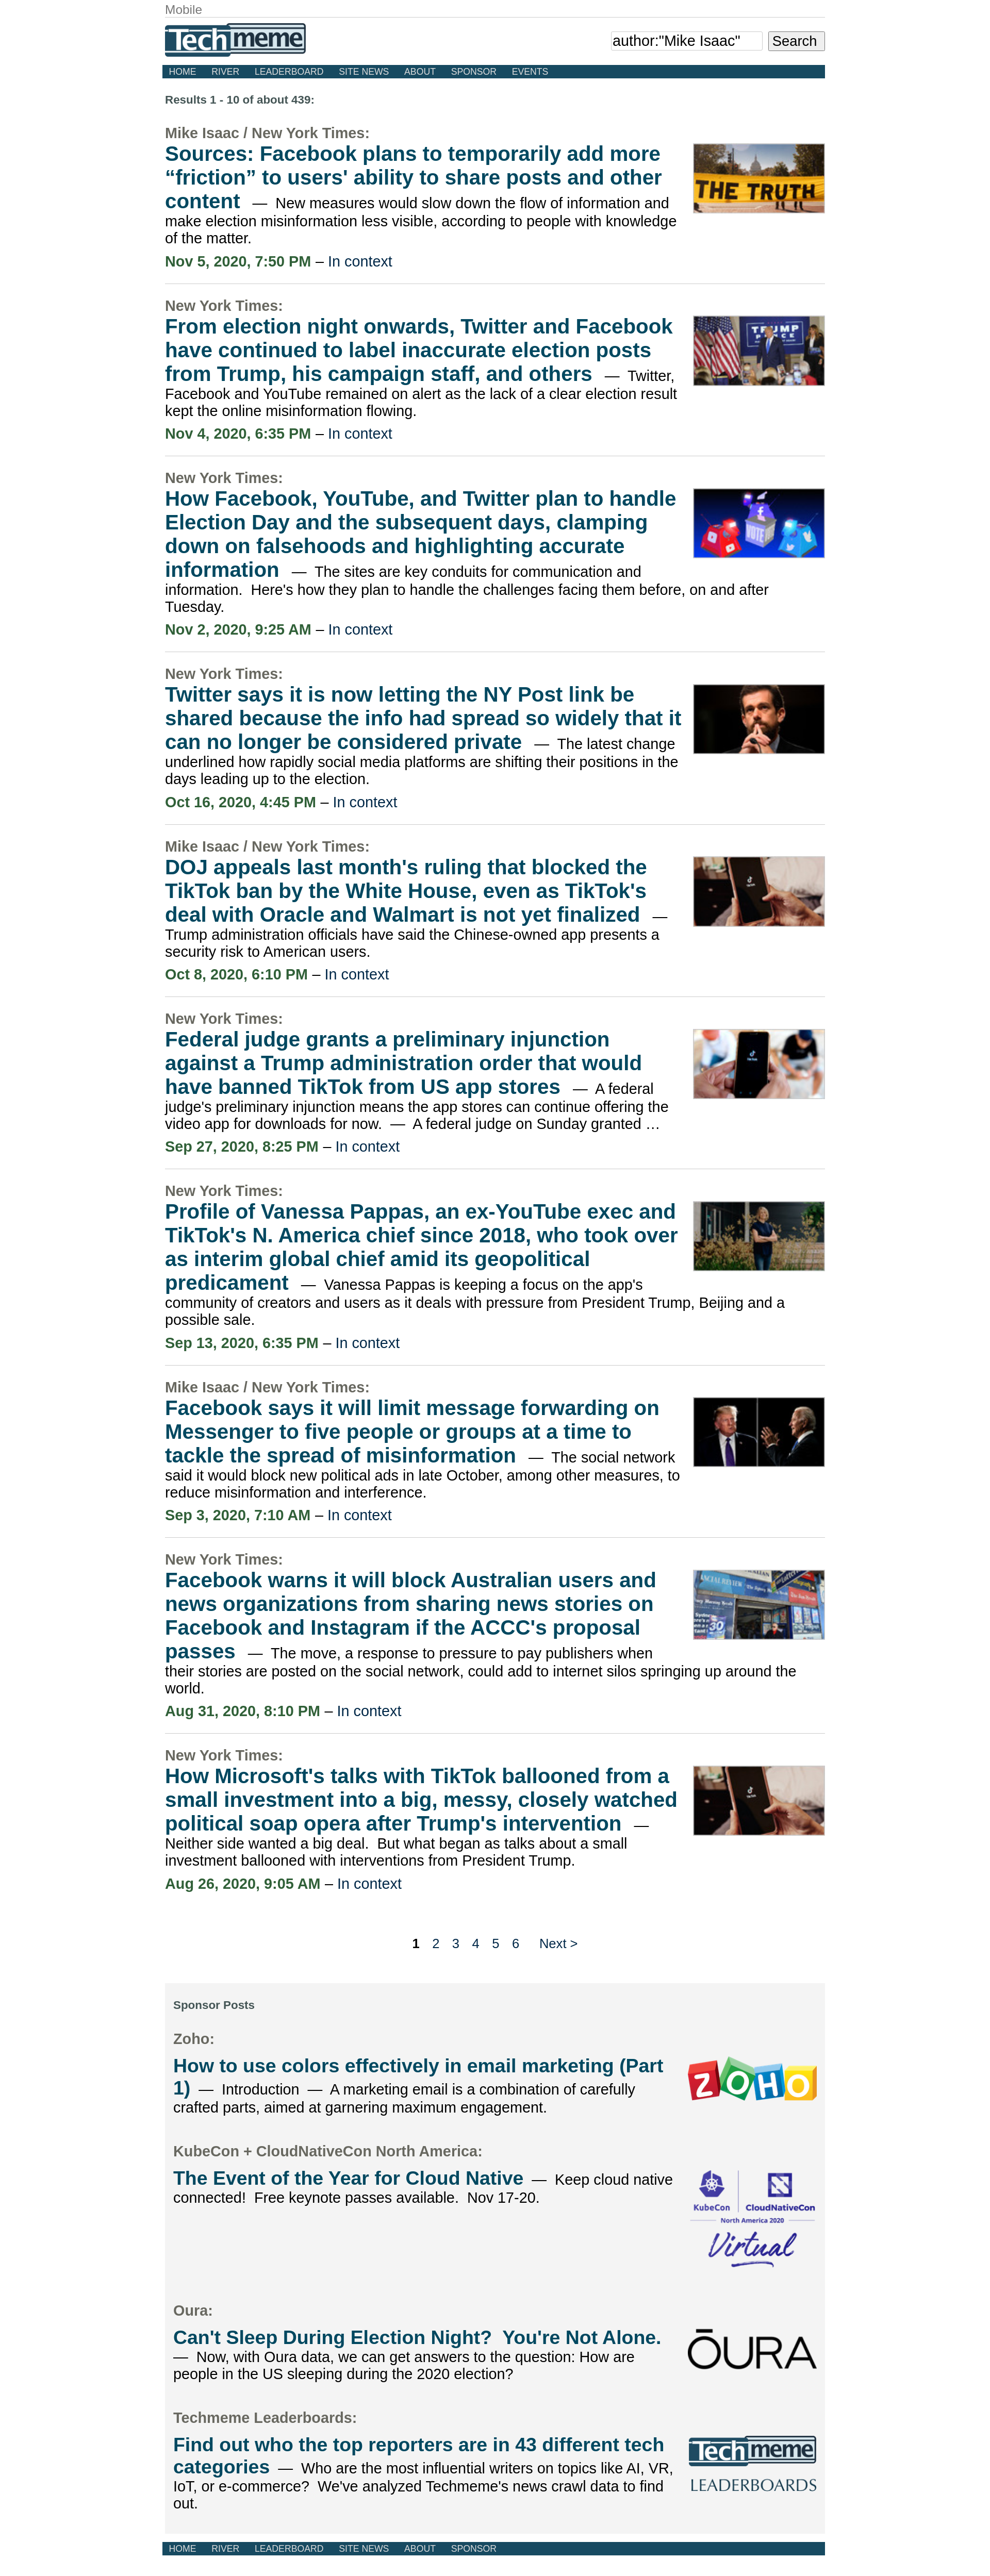 Mobile
Techmeme
author:"Mike Isaac"
Search
HOME RIVER LEADERBOARD SITE NEWS ABOUT SPONSOR EVENTS
Results 1 - 10 of about 439:
Mike Isaac / New York Times:
Sources: Facebook plans to temporarily add more
“friction” to users' ability to share posts and other
content — New measures would slow down the flow of information and
make election misinformation less visible, according to people with knowledge
of the matter.
THE TRUTH
Nov 5, 2020, 7:50 PM – In context
New York Times:
From election night onwards, Twitter and Facebook
have continued to label inaccurate election posts
from Trump, his campaign staff, and others — Twitter,
Facebook and YouTube remained on alert as the lack of a clear election result
kept the online misinformation flowing.
TRUMP
Nov 4, 2020, 6:35 PM – In context
New York Times:
How Facebook, YouTube, and Twitter plan to handle
Election Day and the subsequent days, clamping
down on falsehoods and highlighting accurate
information — The sites are key conduits for communication and
information. Here's how they plan to handle the challenges facing them before, on and after
Tuesday.
VOTE
Nov 2, 2020, 9:25 AM – In context
New York Times:
Twitter says it is now letting the NY Post link be
shared because the info had spread so widely that it
can no longer be considered private — The latest change
underlined how rapidly social media platforms are shifting their positions in the
days leading up to the election.
Oct 16, 2020, 4:45 PM – In context
Mike Isaac / New York Times:
DOJ appeals last month's ruling that blocked the
TikTok ban by the White House, even as TikTok's
deal with Oracle and Walmart is not yet finalized —
Trump administration officials have said the Chinese-owned app presents a
security risk to American users.
Oct 8, 2020, 6:10 PM – In context
New York Times:
Federal judge grants a preliminary injunction
against a Trump administration order that would
have banned TikTok from US app stores — A federal
judge's preliminary injunction means the app stores can continue offering the
video app for downloads for now. — A federal judge on Sunday granted …
Sep 27, 2020, 8:25 PM – In context
New York Times:
Profile of Vanessa Pappas, an ex-YouTube exec and
TikTok's N. America chief since 2018, who took over
as interim global chief amid its geopolitical
predicament — Vanessa Pappas is keeping a focus on the app's
community of creators and users as it deals with pressure from President Trump, Beijing and a
possible sale.
Sep 13, 2020, 6:35 PM – In context
Mike Isaac / New York Times:
Facebook says it will limit message forwarding on
Messenger to five people or groups at a time to
tackle the spread of misinformation — The social network
said it would block new political ads in late October, among other measures, to
reduce misinformation and interference.
Sep 3, 2020, 7:10 AM – In context
New York Times:
Facebook warns it will block Australian users and
news organizations from sharing news stories on
Facebook and Instagram if the ACCC's proposal
passes — The move, a response to pressure to pay publishers when
their stories are posted on the social network, could add to internet silos springing up around the
world.
Aug 31, 2020, 8:10 PM – In context
New York Times:
How Microsoft's talks with TikTok ballooned from a
small investment into a big, messy, closely watched
political soap opera after Trump's intervention —
Neither side wanted a big deal. But what began as talks about a small
investment ballooned with interventions from President Trump.
Aug 26, 2020, 9:05 AM – In context
1 2 3 4 5 6 Next >
Sponsor Posts
Zoho:
How to use colors effectively in email marketing (Part
1) — Introduction — A marketing email is a combination of carefully
crafted parts, aimed at garnering maximum engagement.
ZOHO
KubeCon + CloudNativeCon North America:
The Event of the Year for Cloud Native — Keep cloud native
connected! Free keynote passes available. Nov 17-20.
KubeCon CloudNativeCon
North America 2020
Virtual
Oura:
Can't Sleep During Election Night? You're Not Alone.
— Now, with Oura data, we can get answers to the question: How are
people in the US sleeping during the 2020 election?
ŌURA
Techmeme Leaderboards:
Find out who the top reporters are in 43 different tech
categories — Who are the most influential writers on topics like AI, VR,
IoT, or e-commerce? We've analyzed Techmeme's news crawl data to find
out.
Techmeme
LEADERBOARDS
HOME RIVER LEADERBOARD SITE NEWS ABOUT SPONSOR